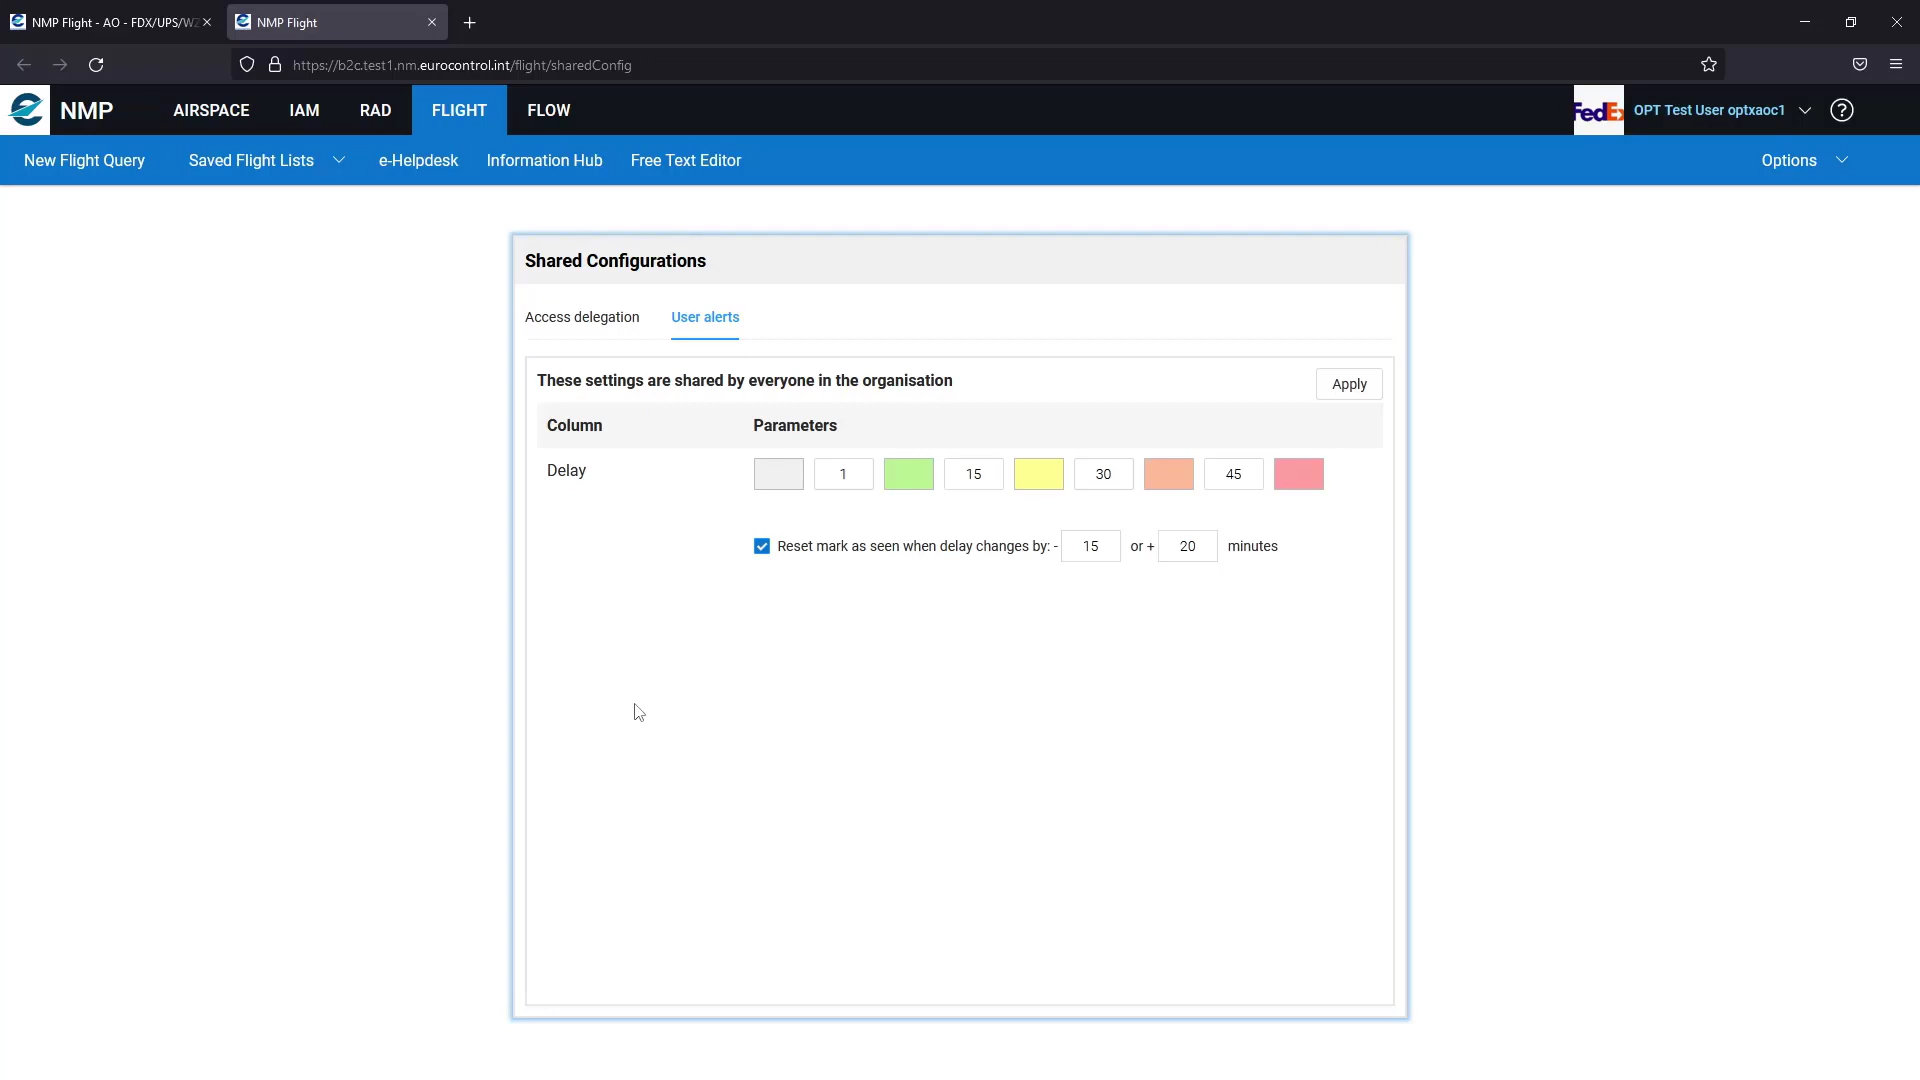 NMP Flight - AO - FDX/UPS/WZ
NMP Flight
https://b2c.test1.nm.eurocontrol.int/flight/sharedConfig
NMP AIRSPACE IAM RAD FLIGHT FLOW FedEx OPT Test User optxaoc1 ?
New Flight Query Saved Flight Lists e-Helpdesk Information Hub Free Text Editor Options
Shared Configurations
Access delegation User alerts
These settings are shared by everyone in the organisation Apply
Column Parameters
Delay 1 15 30 45
Reset mark as seen when delay changes by: - 15 or + 20 minutes